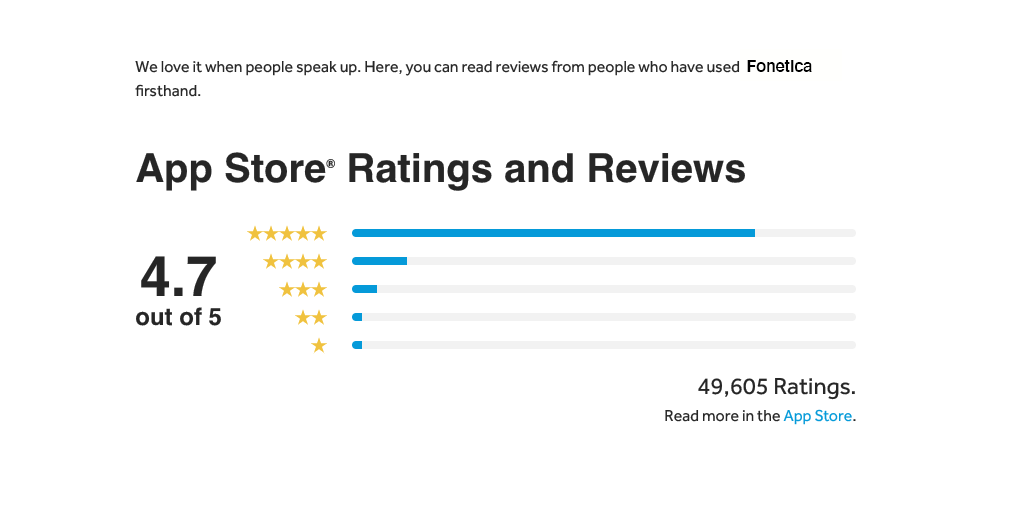 We love it when people speak up. Here, you can read reviews from people who have used Fonetica
firsthand.
App Store® Ratings and Reviews
4.7
out of 5
49,605 Ratings.
Read more in the App Store.